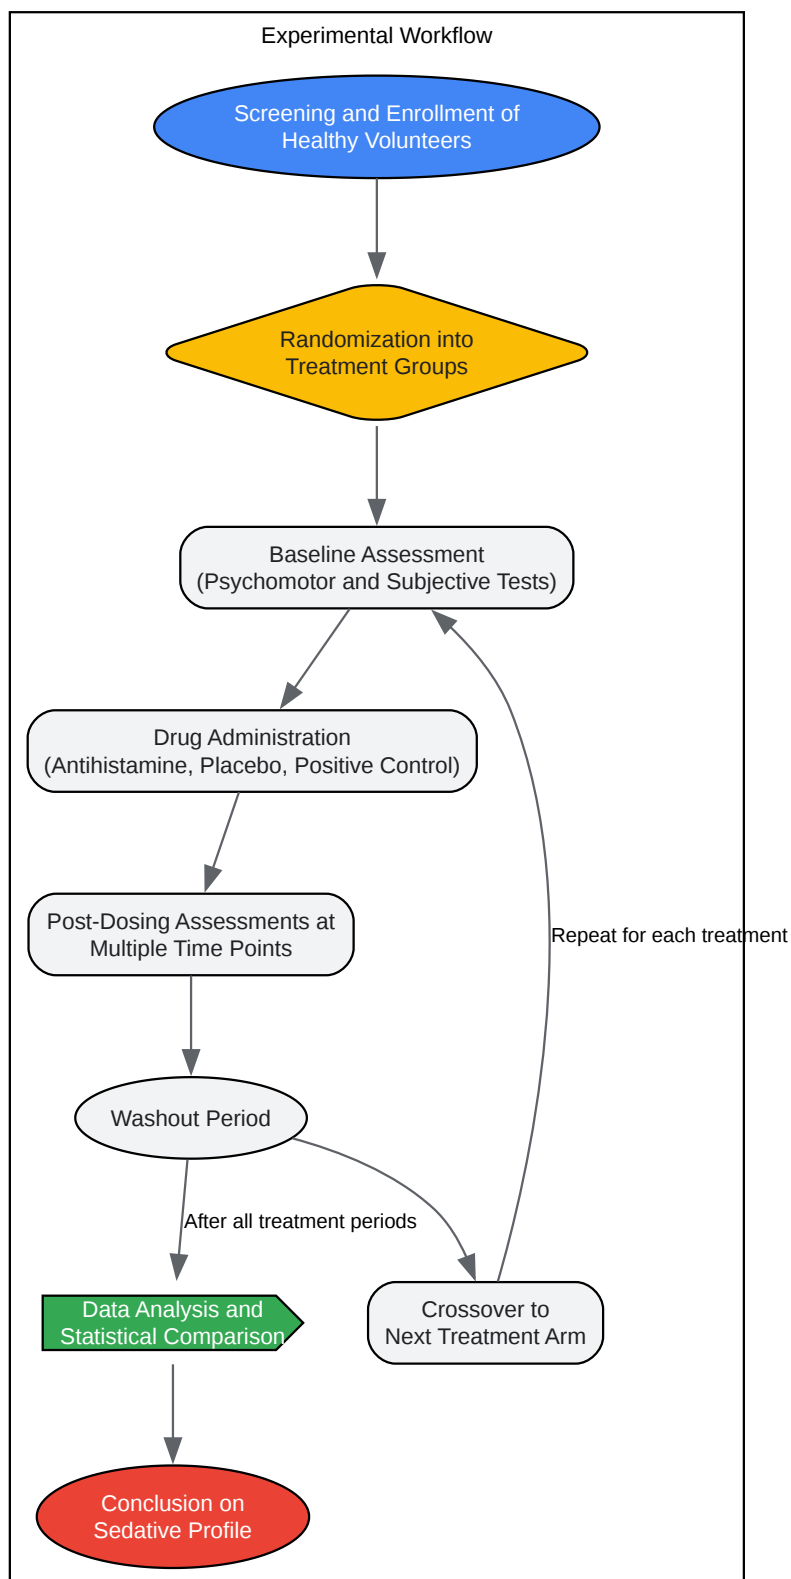 Experimental Workflow
Screening and Enrollment of
Healthy Volunteers
Randomization into
Treatment Groups
Baseline Assessment
(Psychomotor and Subjective Tests)
Drug Administration
(Antihistamine, Placebo, Positive Control)
Post-Dosing Assessments at
Multiple Time Points
Repeat for each treatment
Washout Period
After all treatment periods
Data Analysis and
Statistical Comparison
Crossover to
Next Treatment Arm
Conclusion on
Sedative Profile